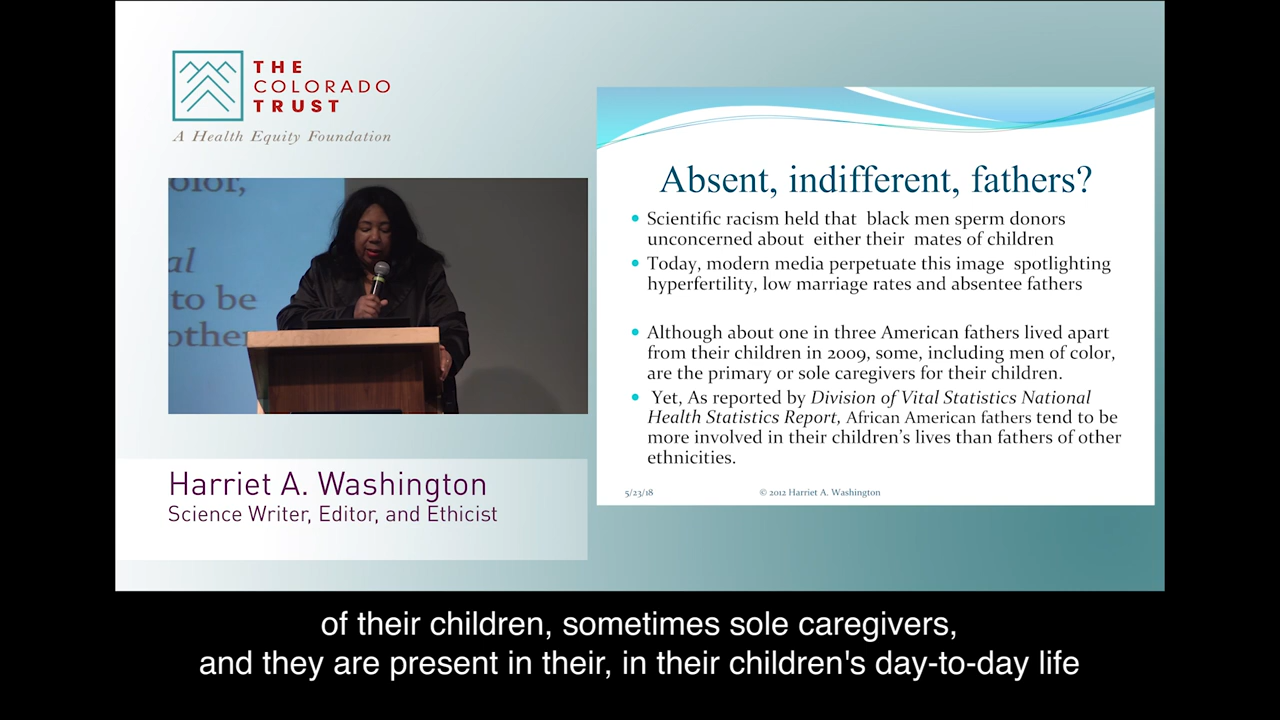 THE
COLORADO
TRUST
A Health Equity Foundation
olor,
al
to be
other
Harriet A. Washington
Science Writer, Editor, and Ethicist
Absent, indifferent, fathers?
• Scientific racism held that black men sperm donors
unconcerned about either their mates of children
• Today, modern media perpetuate this image spotlighting
hyperfertility, low marriage rates and absentee fathers
• Although about one in three American fathers lived apart
from their children in 2009, some, including men of color,
are the primary or sole caregivers for their children.
• Yet, As reported by Division of Vital Statistics National
Health Statistics Report, African American fathers tend to be
more involved in their children's lives than fathers of other
ethnicities.
5/23/18 © 2012 Harriet A. Washington
of their children, sometimes sole caregivers,
and they are present in their, in their children's day-to-day life